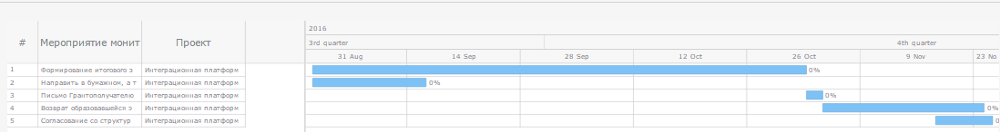 2016
# Мероприятие монит Проект
3rd quarter 4th quarter
31 Aug 14 Sep 28 Sep 12 Oct 26 Oct 9 Nov 23 No
1 Формирование итогового э Интеграционная платформ 0%
2 Направить в бумажном, а т Интеграционная платформ 0%
3 Письмо Грантополучателю Интеграционная платформ 0%
4 Возврат образовавшейся э Интеграционная платформ 0%
5 Согласование со структур Интеграционная платформ 0